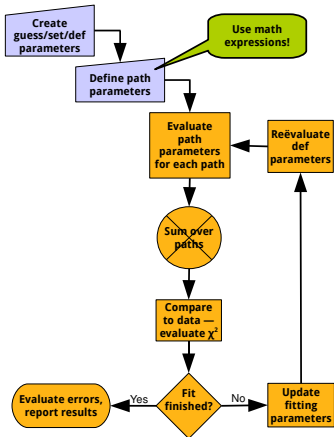 Create
guess/set/def
parameters
Use math
expressions!
Define path
parameters
Evaluate
path
parameters
for each path
Reëvaluate
def
parameters
Sum over
paths
Compare
to data —
evaluate χ²
Fit
finished?
Yes
No
Evaluate errors,
report results
Update
fitting
parameters